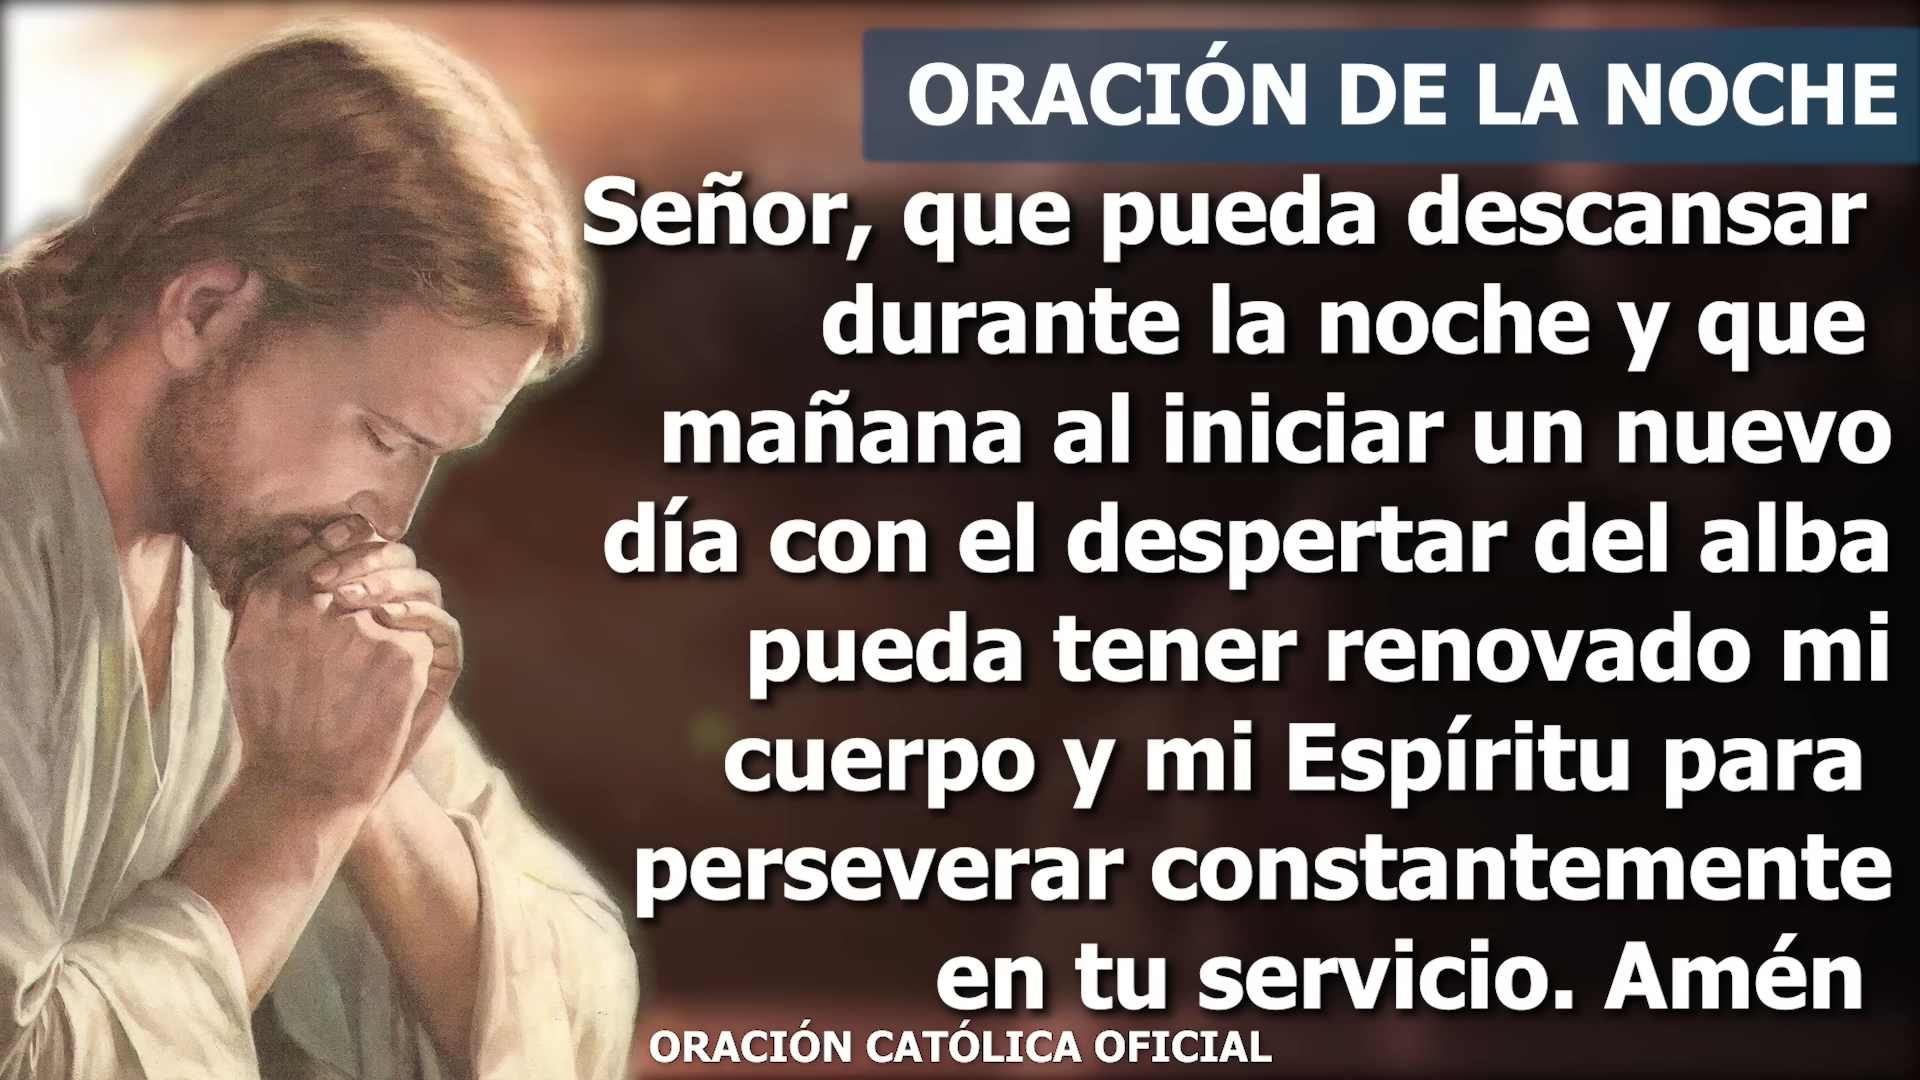 ORACIÓN DE LA NOCHE
Señor, que pueda descansar
durante la noche y que
mañana al iniciar un nuevo
día con el despertar del alba
pueda tener renovado mi
cuerpo y mi Espíritu para
perseverar constantemente
en tu servicio. Amén
ORACIÓN CATÓLICA OFICIAL